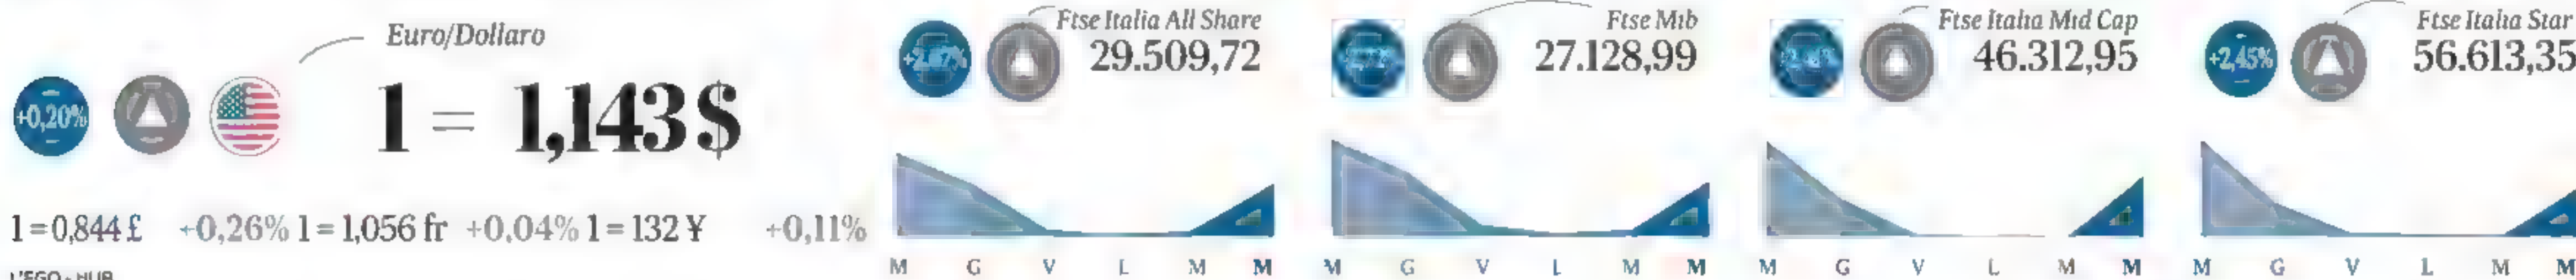 Euro/Dollaro
+0,20%
1 = 1,143 $
1=0,844 £ +0,26% 1=1,056 fr +0,04% 1=132 ¥ +0,11%
L'EGO - HUB
Ftse Italia All Share
29.509,72
M G V L M M
Ftse Mib
27.128,99
M G V L M M
Ftse Italia Mid Cap
46.312,95
M G V L M M
Ftse Italia Star
+2,45%
56.613,35
M G V L M M